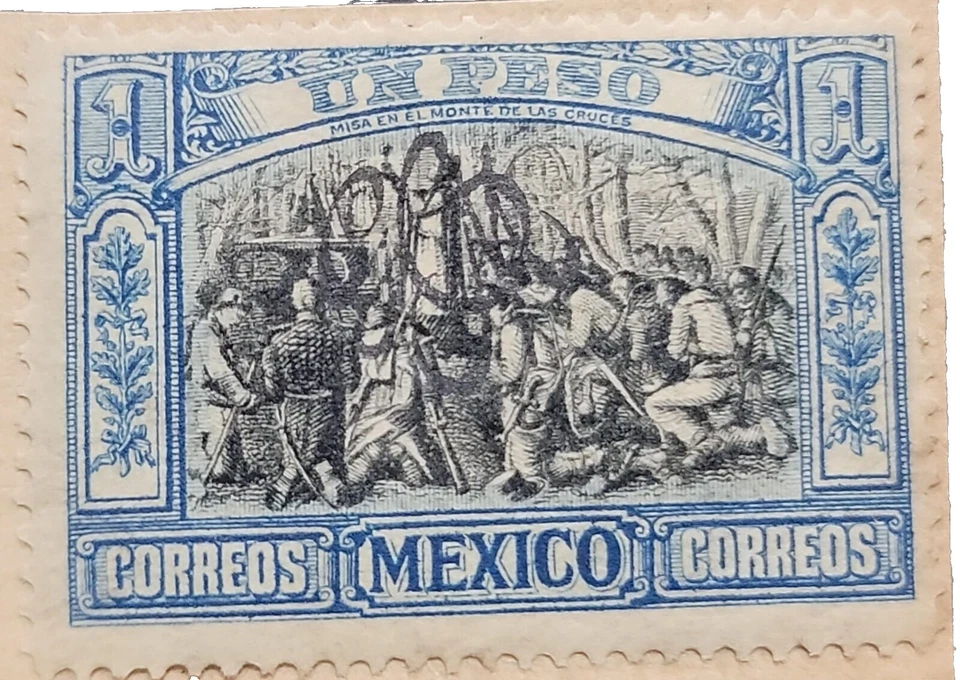 1 UN PESO 1
MISA EN EL MONTE DE LAS CRUCES
CORREOS MEXICO CORREOS